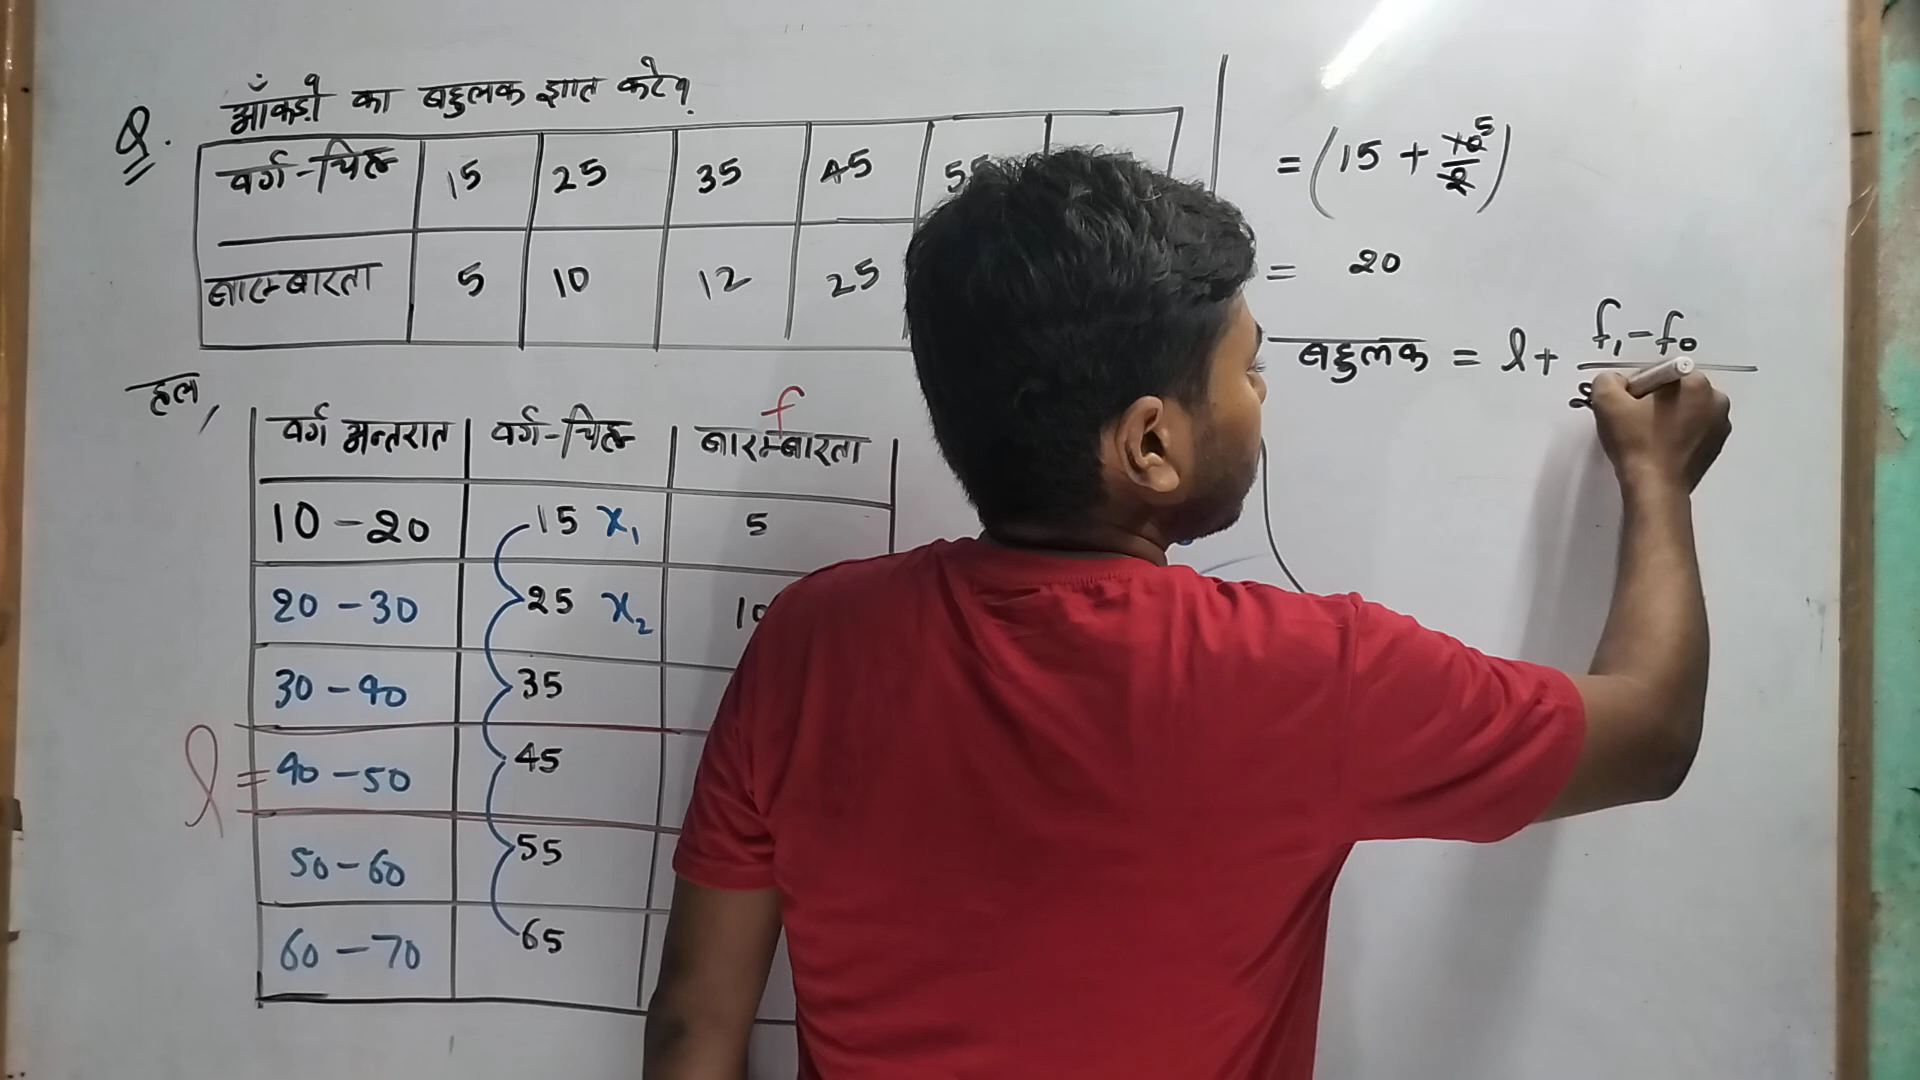 Q. आँकड़ों का बहुलक ज्ञात करें?
वर्ग-चिह्न 15 25 35 45
बारम्बारता 5 10 12 25
हल,
वर्ग अन्तराल वर्ग-चिह्न बारम्बारता f
10-20 15 x₁ 5
20-30 25 x₂ 10
30-40 35
l = 40-50 45
50-60 55
60-70 65
= (15 + 10/2 5)
= 20
बहुलक = l + f₁-f₀